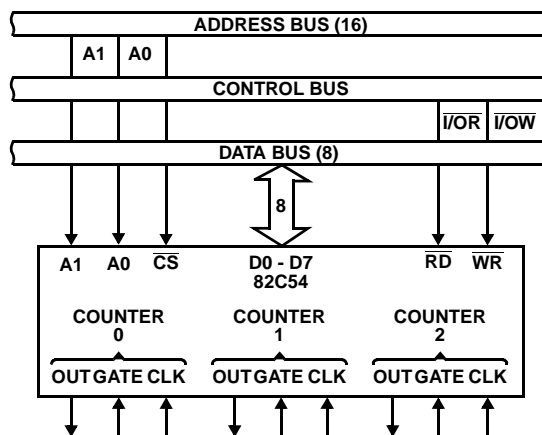 ADDRESS BUS (16)
A1 A0
CONTROL BUS
I/OR I/OW
DATA BUS (8)
8
A1 A0 CS D0 - D7 RD WR
82C54
COUNTER COUNTER COUNTER
0 1 2
OUT GATE CLK OUT GATE CLK OUT GATE CLK